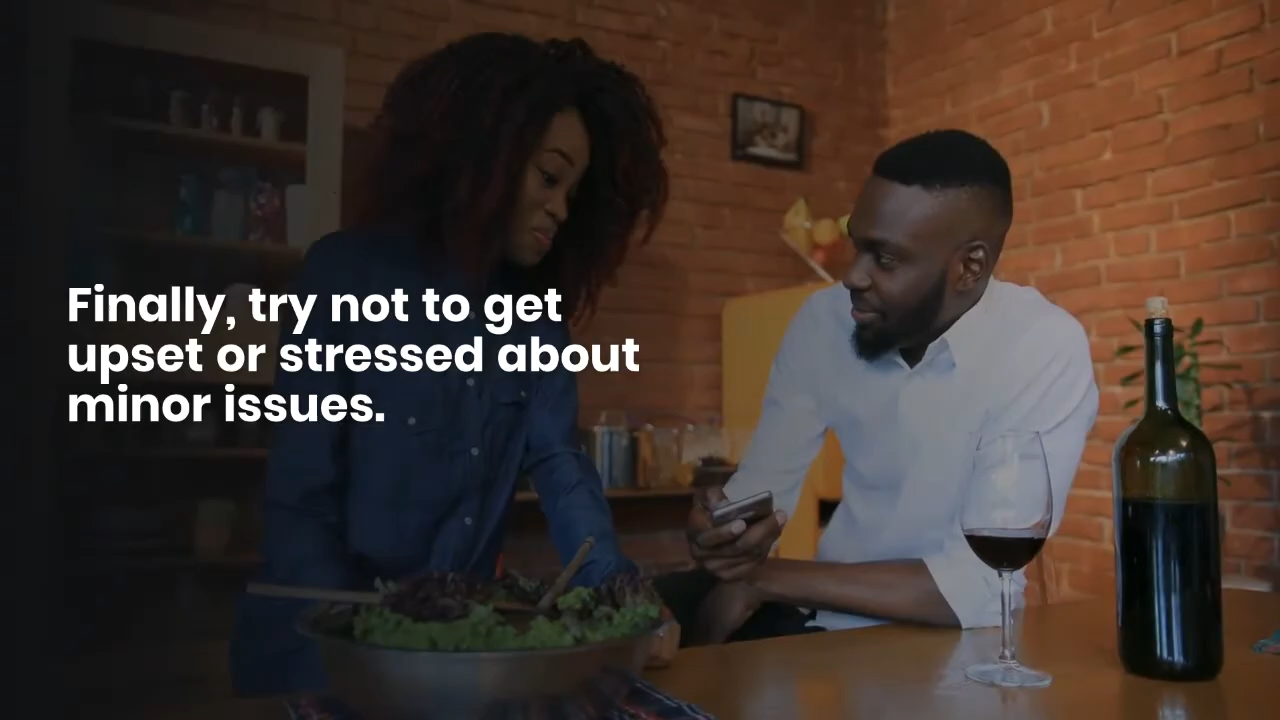 Finally, try not to get
upset or stressed about
minor issues.